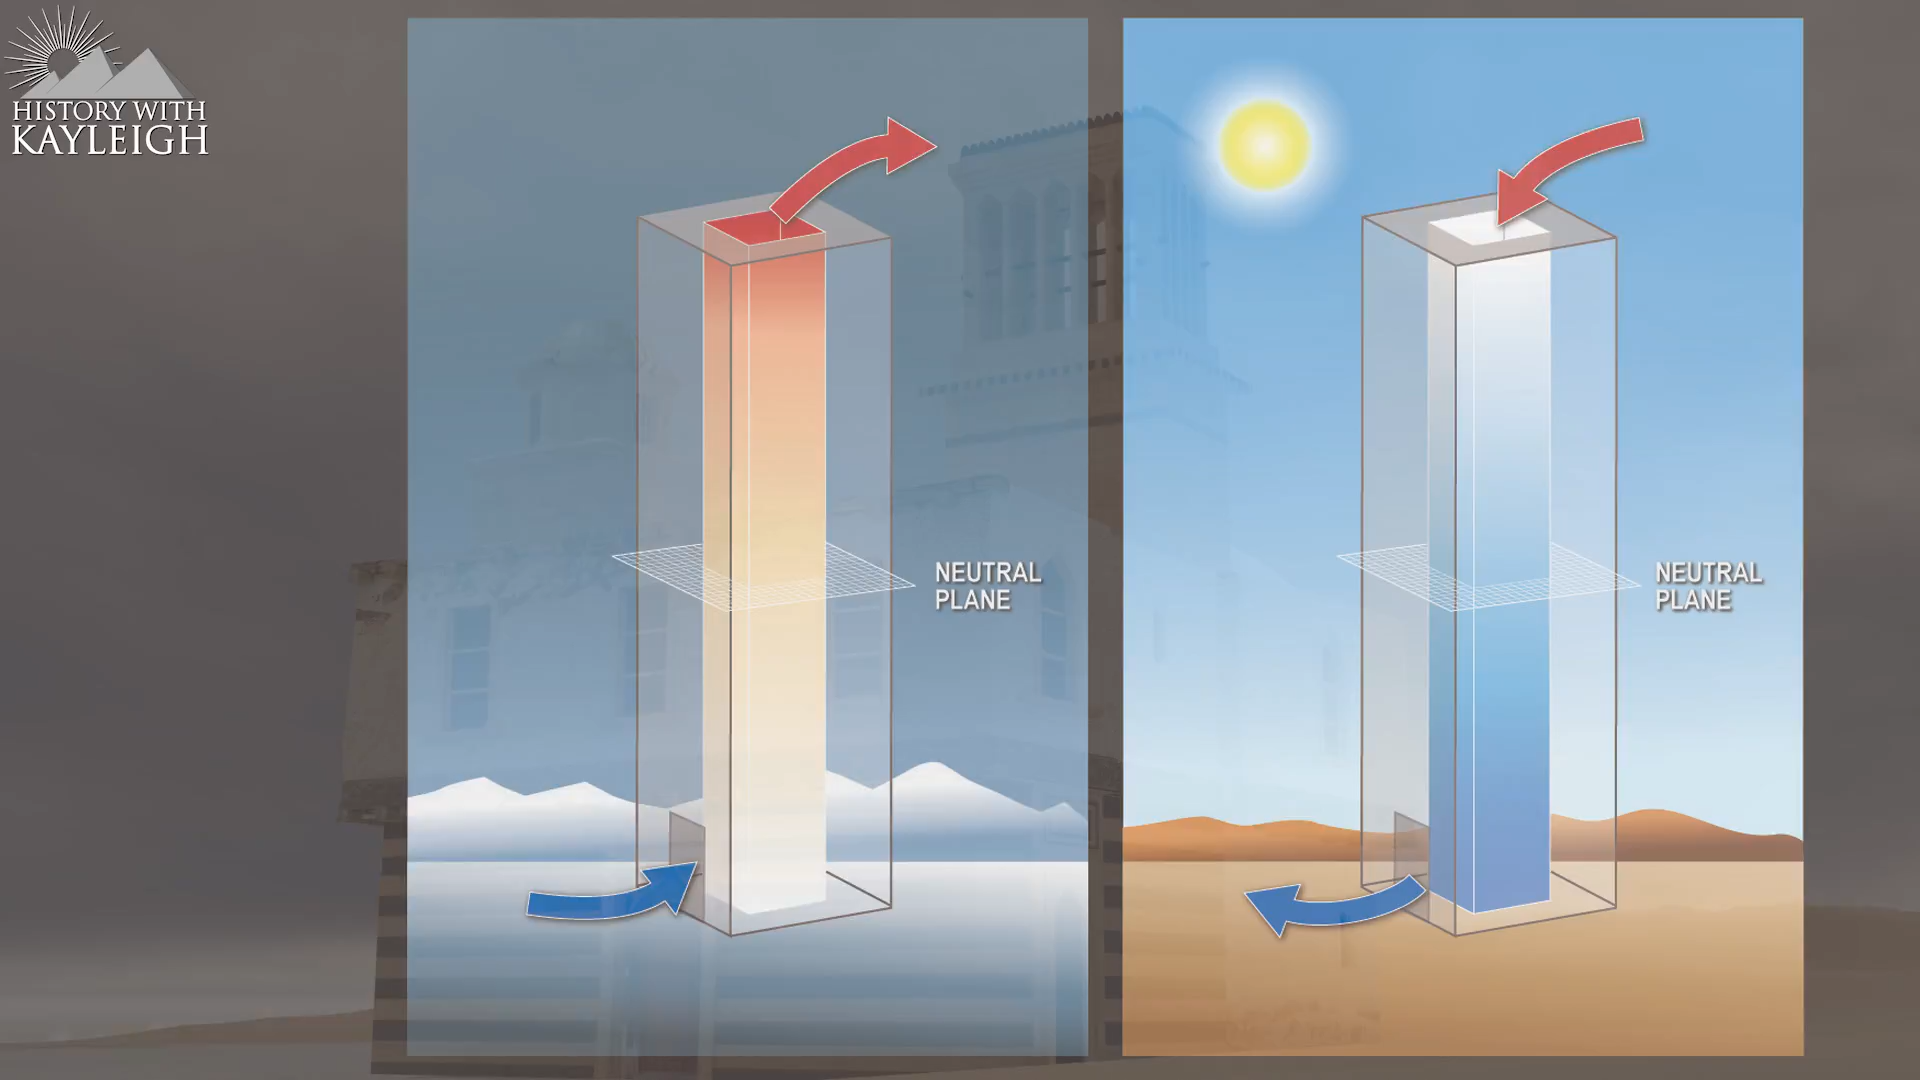 HISTORY WITH
KAYLEIGH
NEUTRAL
PLANE
NEUTRAL
PLANE